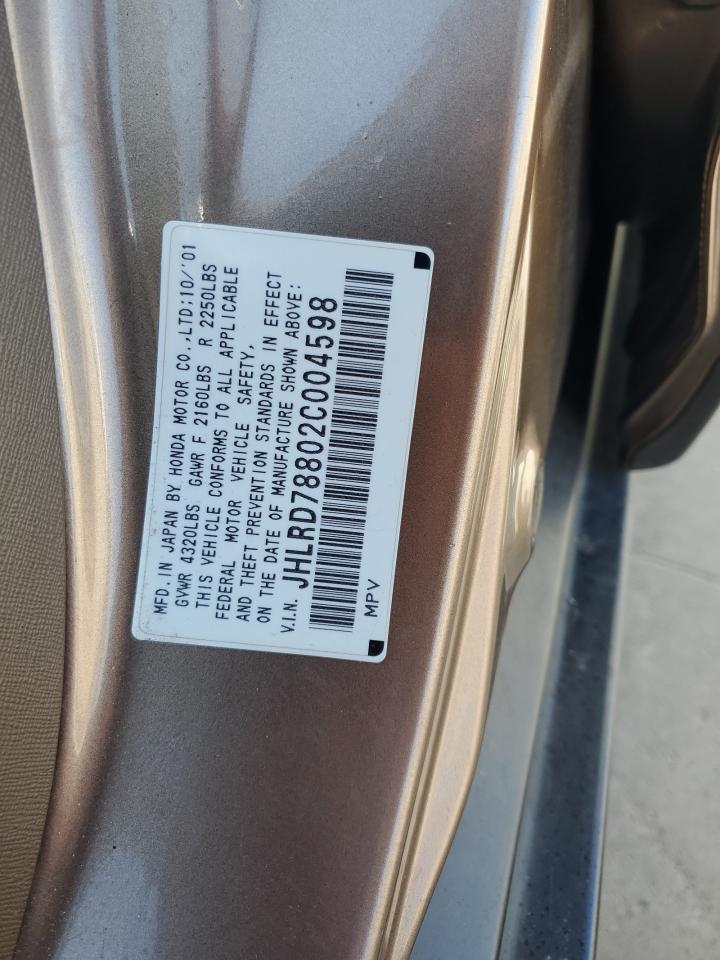 MFD. IN JAPAN BY HONDA MOTOR CO., LTD: 10/'01
GVWR 4320LBS GAWR F 2160LBS R 2250LBS
THIS VEHICLE CONFORMS TO ALL APPLICABLE
FEDERAL MOTOR VEHICLE SAFETY,
AND THEFT PREVENTION STANDARDS IN EFFECT
ON THE DATE OF MANUFACTURE SHOWN ABOVE:
V.I.N. JHLRD78802C004598
MPV